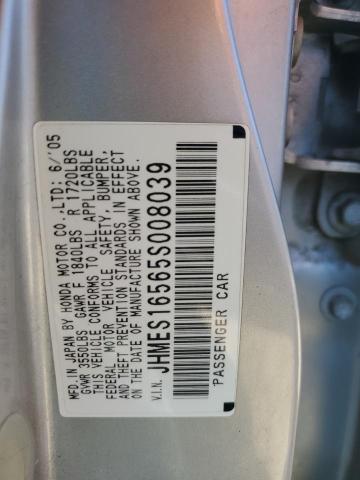 MFD. IN JAPAN BY HONDA MOTOR CO.,LTD: 6/'05
GVWR 3550LBS GAWR F 1840LBS R 1720LBS
THIS VEHICLE CONFORMS TO ALL APPLICABLE
FEDERAL MOTOR VEHICLE SAFETY, BUMPER,
AND THEFT PREVENTION STANDARDS IN EFFECT
ON THE DATE OF MANUFACTURE SHOWN ABOVE.
V.I.N. JHMES16565S008039
PASSENGER CAR